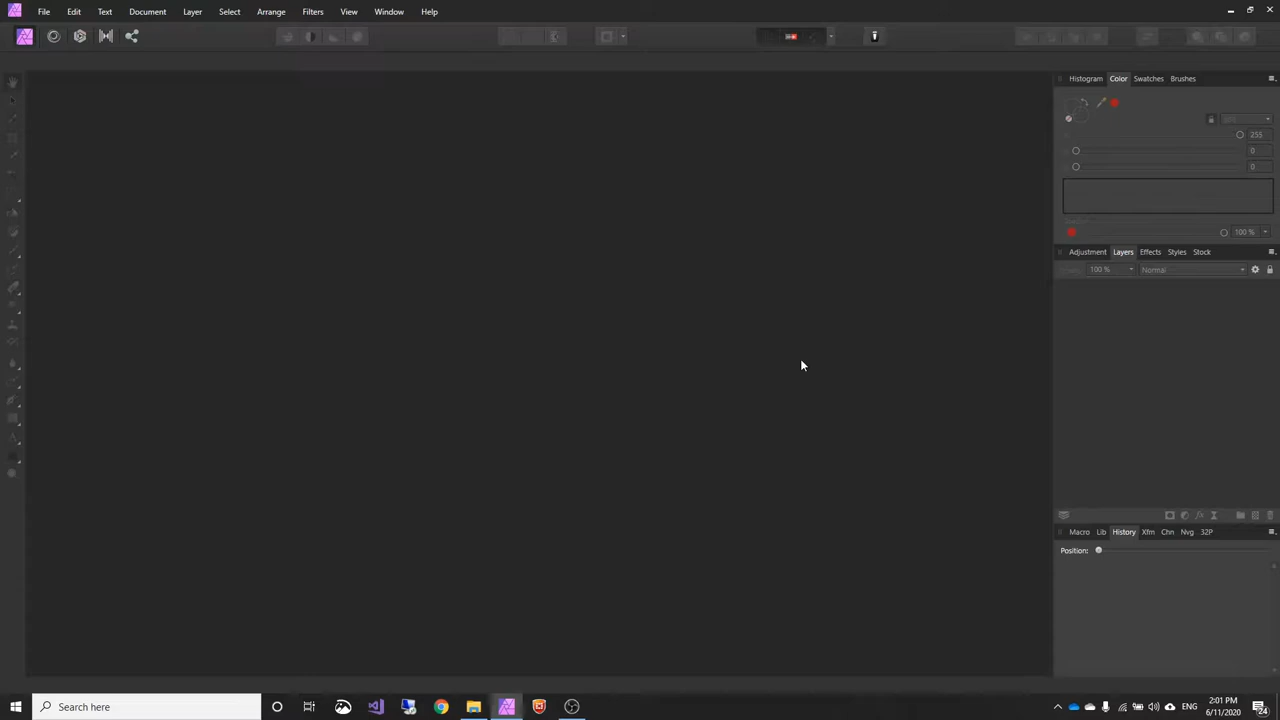 File Edit Text Document Layer Select Arrange Filters View Window Help
Histogram Color Swatches Brushes
255
0
0
100 %
Adjustment Layers Effects Styles Stock
100 % Normal
Macro Lib History Xfm Chn Nvg 32P
Position:
Search here
2:01 PM
ENG
6/11/2020
24